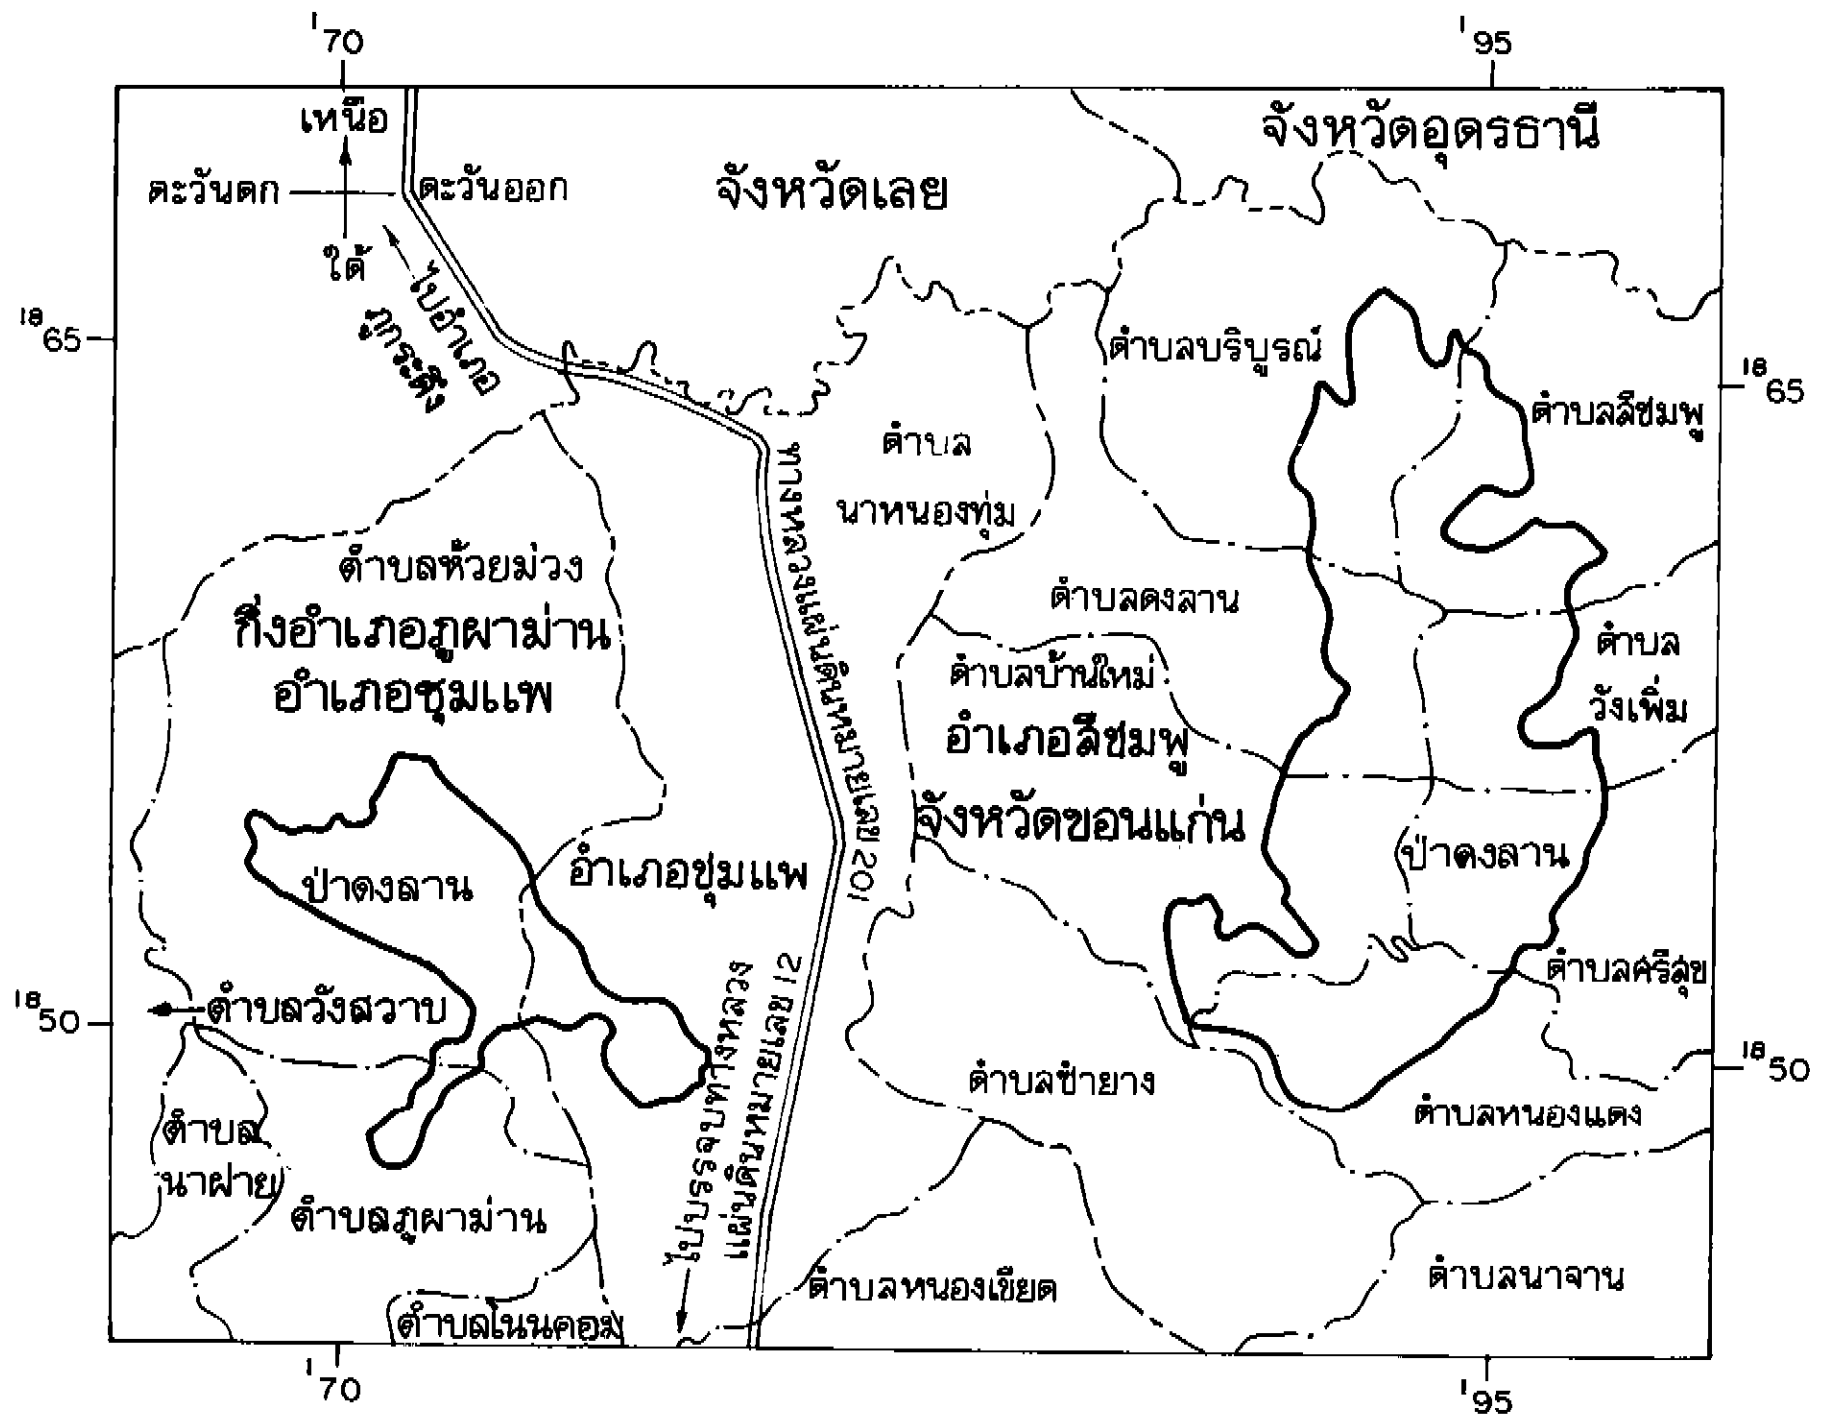 170
195
เหนือ
ตะวันตก
ตะวันออก
ใต้
จังหวัดเลย
จังหวัดอุดรธานี
ไปอำเภอ
ภูกระดึง
1865
1865
ตำบลบริบูรณ์
ตำบลสีชมพู
ตำบล
นาหนองทุ่ม
ทางหลวงแผ่นดินหมายเลข 201
ตำบลห้วยม่วง
กิ่งอำเภอภูผาม่าน
อำเภอชุมแพ
ตำบลดงลาน
ตำบลบ้านใหม่
อำเภอสีชมพู
จังหวัดขอนแก่น
ตำบล
วังเพิ่ม
ป่าดงลาน
อำเภอชุมแพ
ป่าดงลาน
ตำบลศรีสุข
1850
ตำบลวังสวาบ
ไปบรรจบทางหลวง
แผ่นดินหมายเลข 12
ตำบลซำยาง
1850
ตำบลหนองแดง
ตำบล
นาฝาย
ตำบลภูผาม่าน
ตำบลหนองเขียด
ตำบลนาจาน
ตำบลโนนคอม
170
195